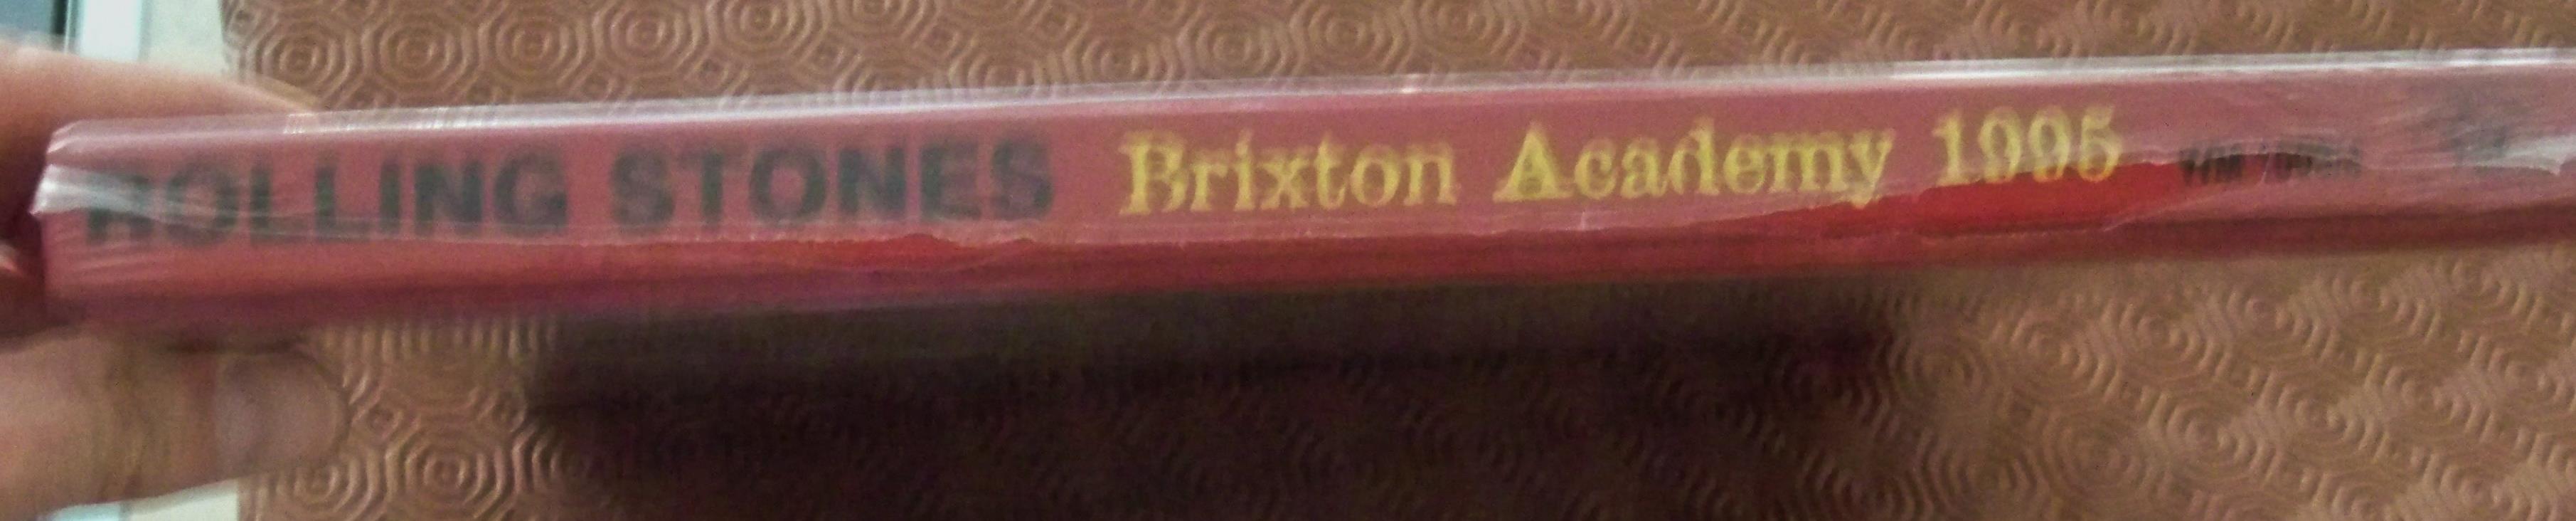 ROLLING STONES Brixton Academy 1995